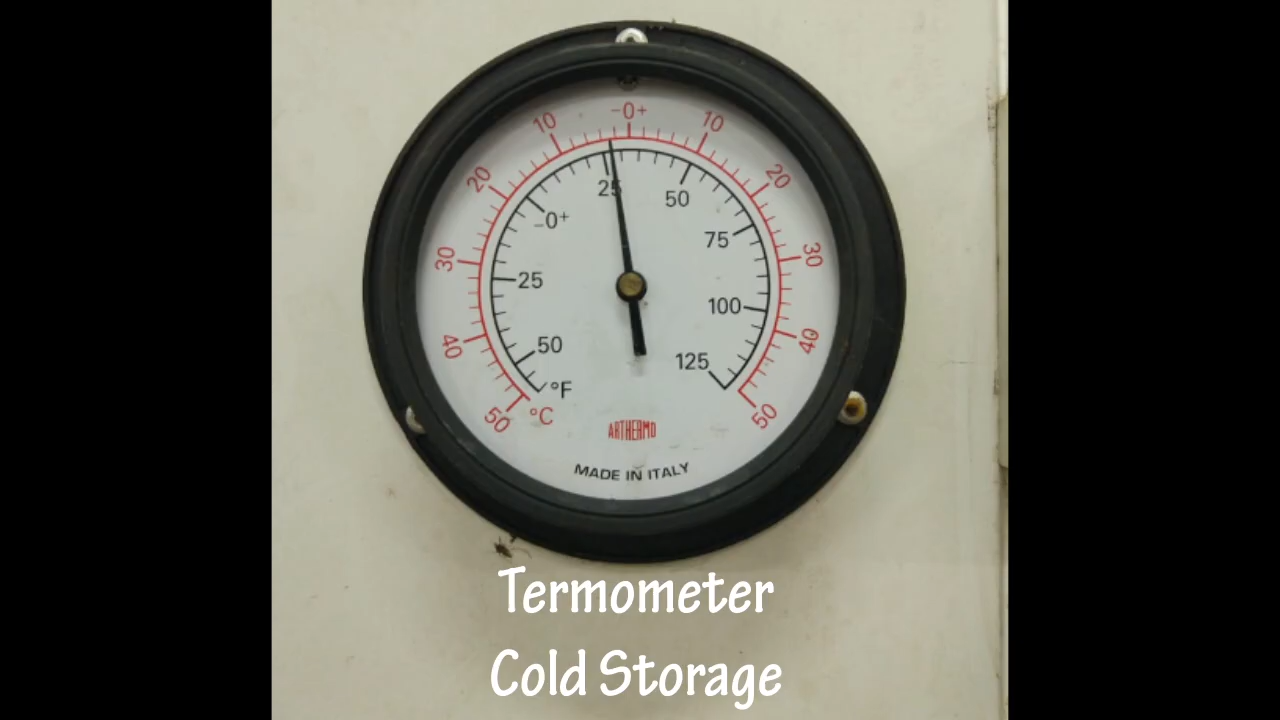 -0+
10 10
20 20
30 30
40 40
50 50
°C
25 50
-0+ 75
25 100
50 125
°F
ARTHERMO
MADE IN ITALY
Termometer
Cold Storage